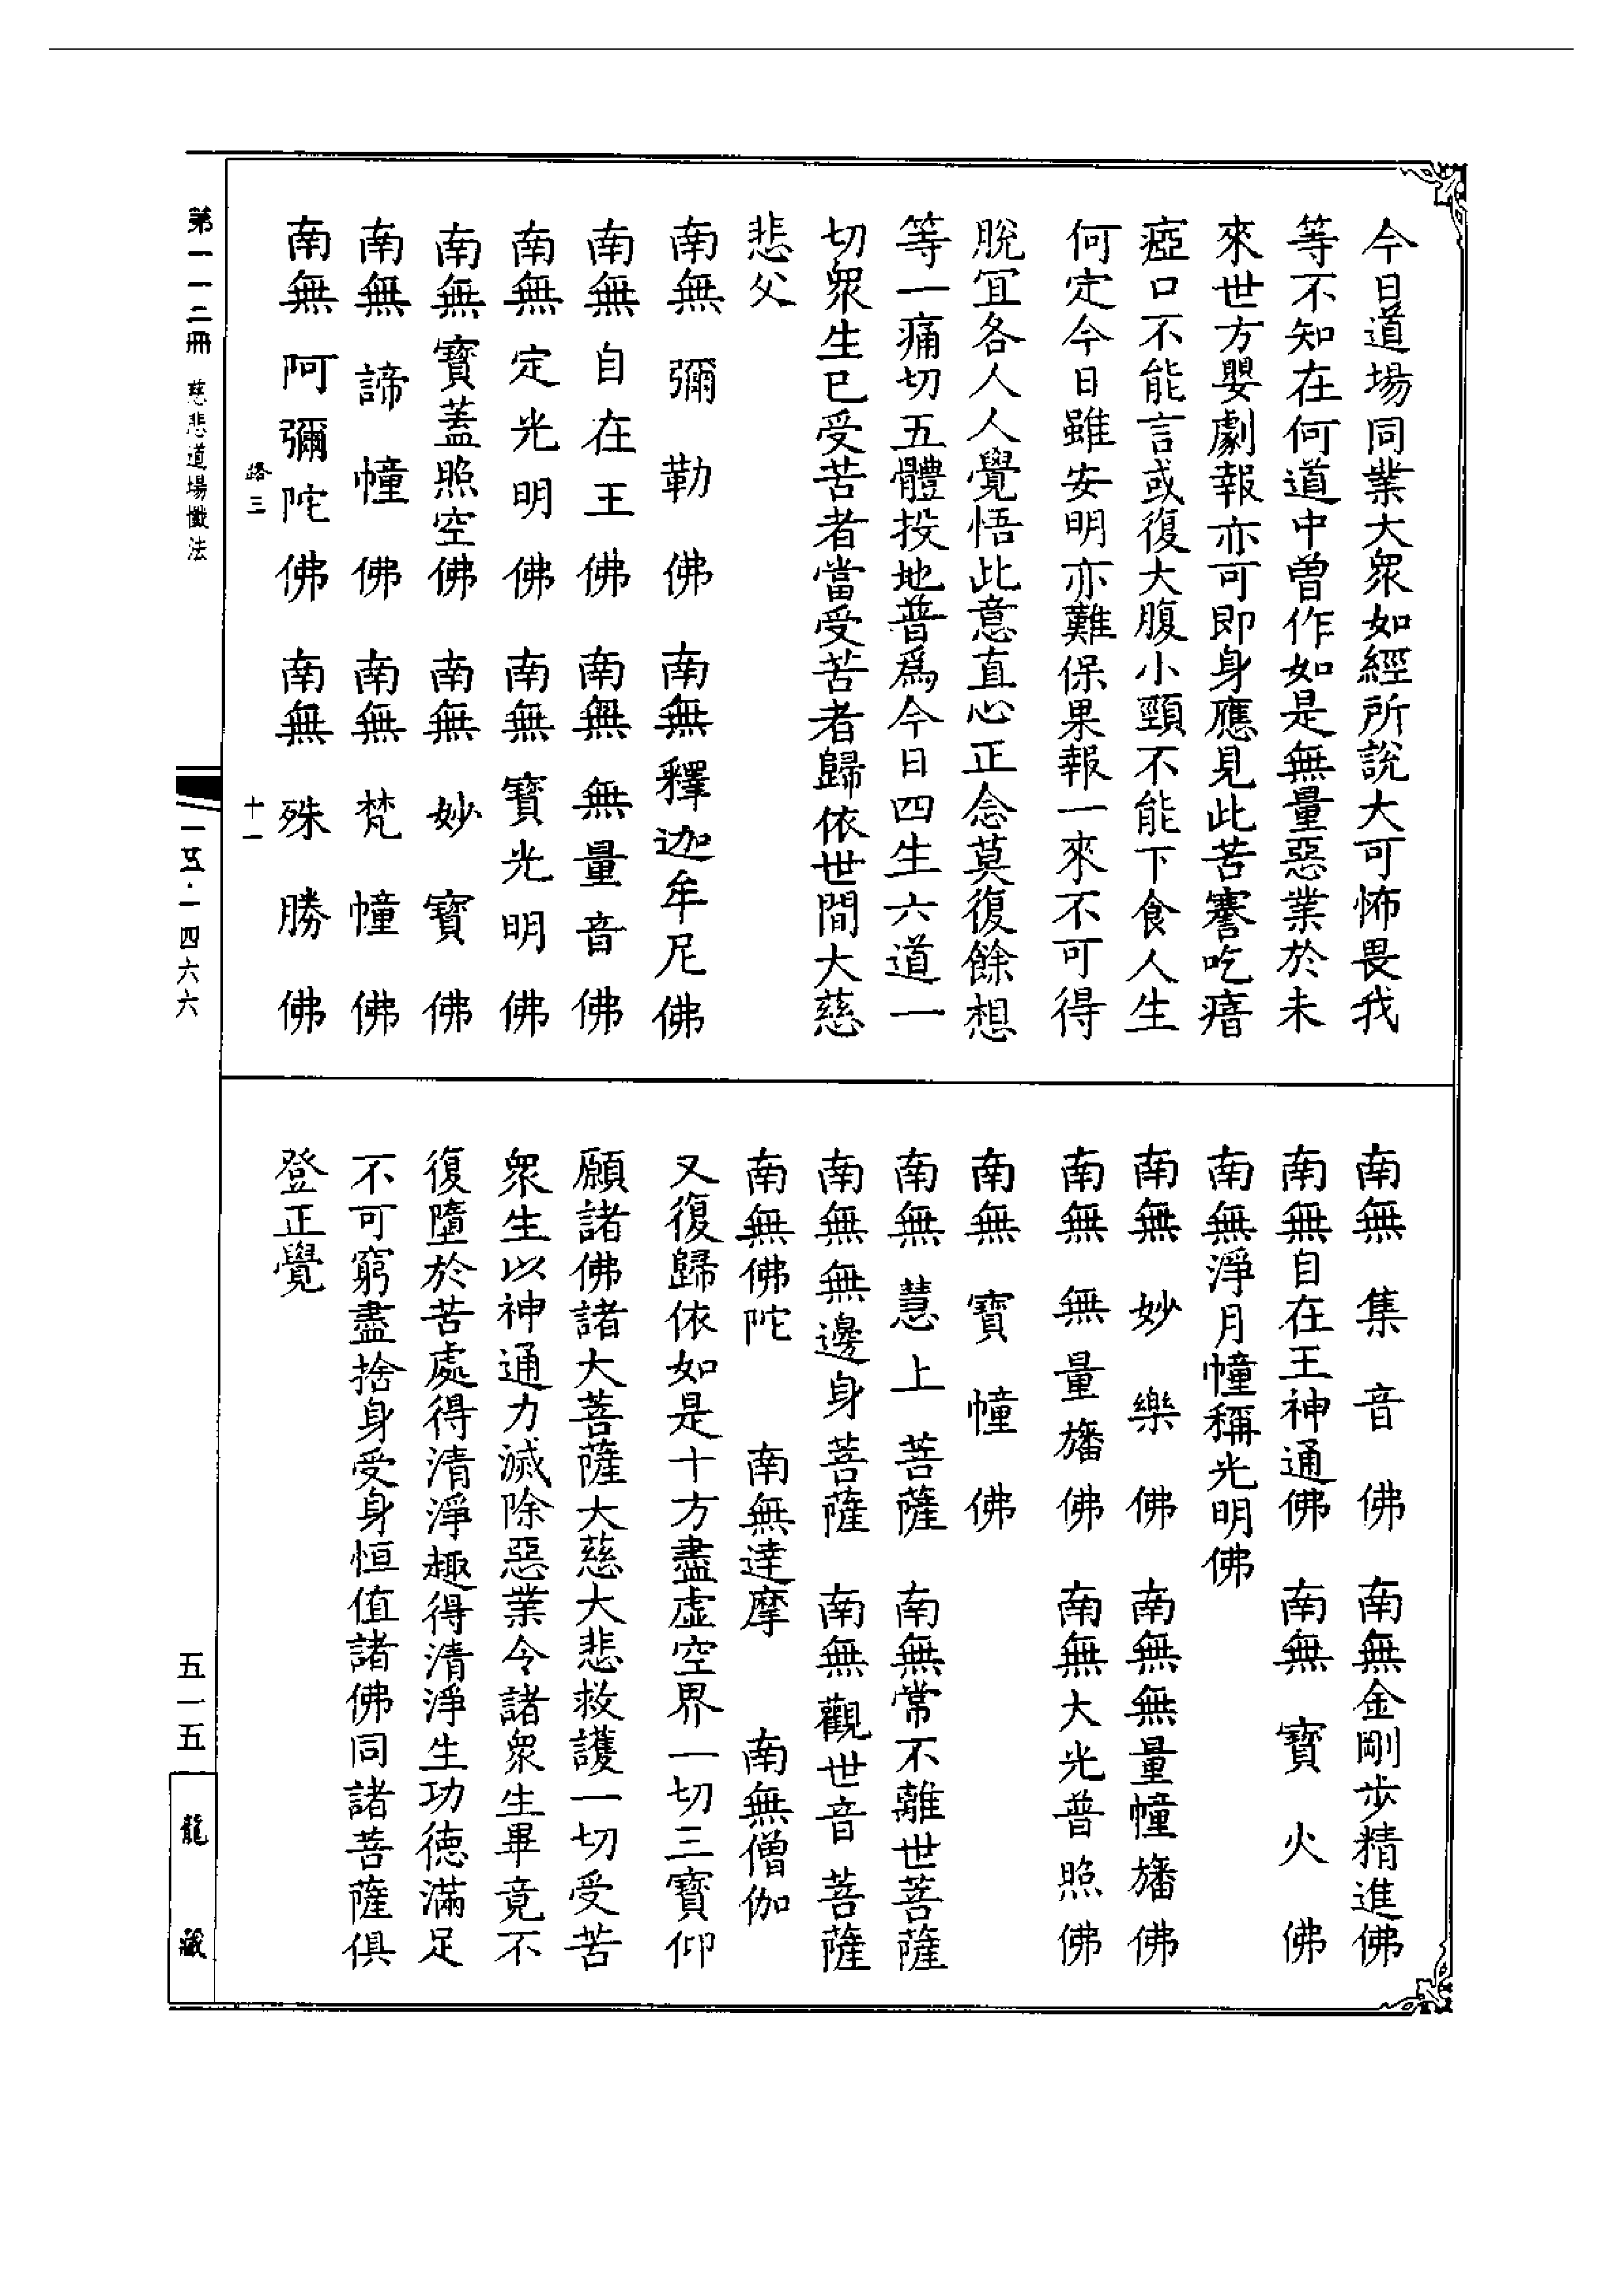 今日道場同業大衆如經所說大可怖畏我
等不知在何道中曾作如是無量惡業於未
來世方嬰劇報亦可即身應見此苦謇吃瘖
瘂口不能言或復大腹小頸不能下食人生
何定今日雖安明亦難保果報一來不可得
脫宜各人人覺悟此意直心正念莫復餘想
等一痛切五體投地普爲今日四生六道一
切衆生已受苦者當受苦者歸依世間大慈
悲父
南無彌勒佛　南無釋迦牟尼佛
南無自在王佛　南無無量音佛
南無定光明佛　南無寶光明佛
南無寶蓋照空佛　南無妙寶佛
南無諦幢佛　南無梵幢佛
南無阿彌陀佛　南無殊勝佛
路三　十一
南無集音佛　南無金剛步精進佛
南無自在王神通佛　南無寶火佛
南無淨月幢稱光明佛
南無妙樂佛　南無無量幢旛佛
南無無量旛佛　南無大光普照佛
南無寶幢佛
南無慧上菩薩　南無常不離世菩薩
南無無邊身菩薩　南無觀世音菩薩
南無佛陀　南無達摩　南無僧伽
又復歸依如是十方盡虛空界一切三寶仰
願諸佛諸大菩薩大慈大悲救護一切受苦
衆生以神通力滅除惡業令諸衆生畢竟不
復墮於苦處得清淨趣得清淨生功德滿足
不可窮盡捨身受身恒值諸佛同諸菩薩俱
登正覺
第一一二冊　慈悲道場懺法　一四六六　五一五
龍藏